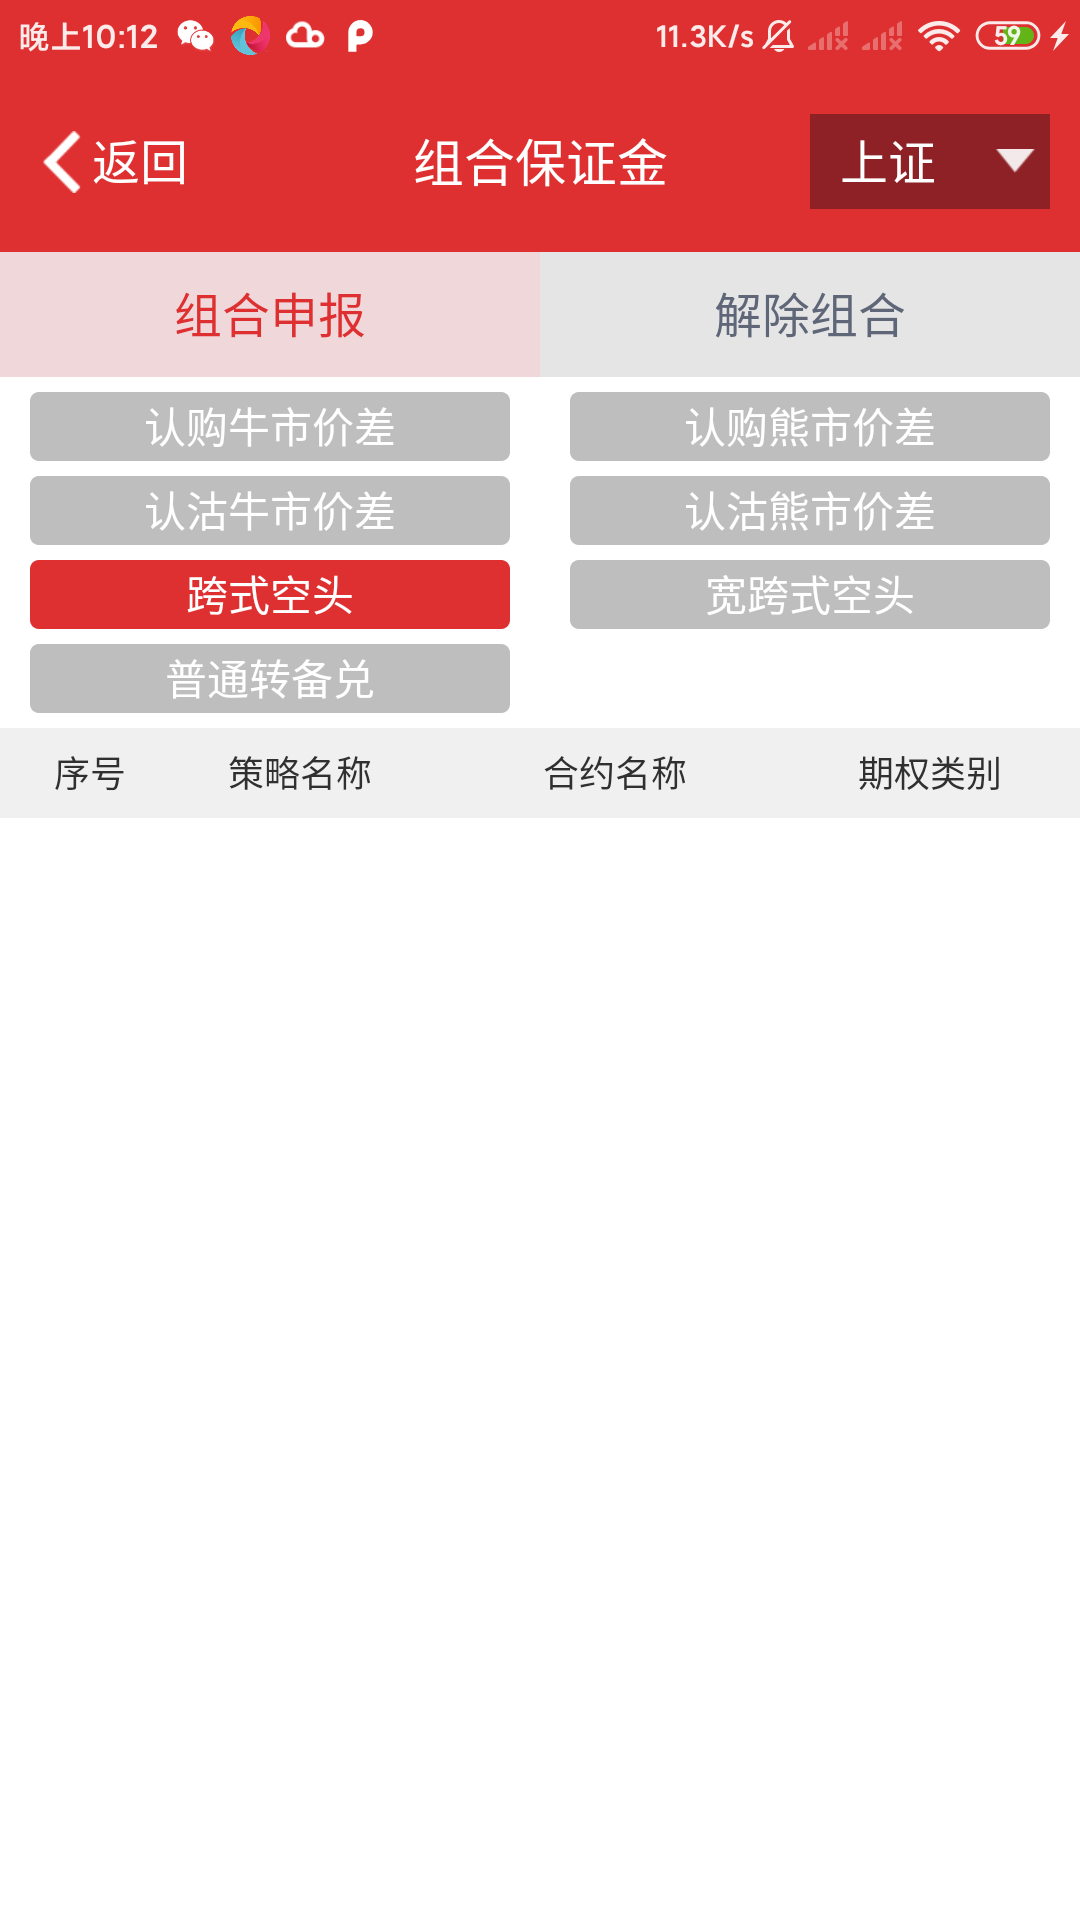 晚上10:12 11.3K/s 59
返回 组合保证金 上证
组合申报 解除组合
认购牛市价差 认购熊市价差
认沽牛市价差 认沽熊市价差
跨式空头 宽跨式空头
普通转备兑
序号 策略名称 合约名称 期权类别